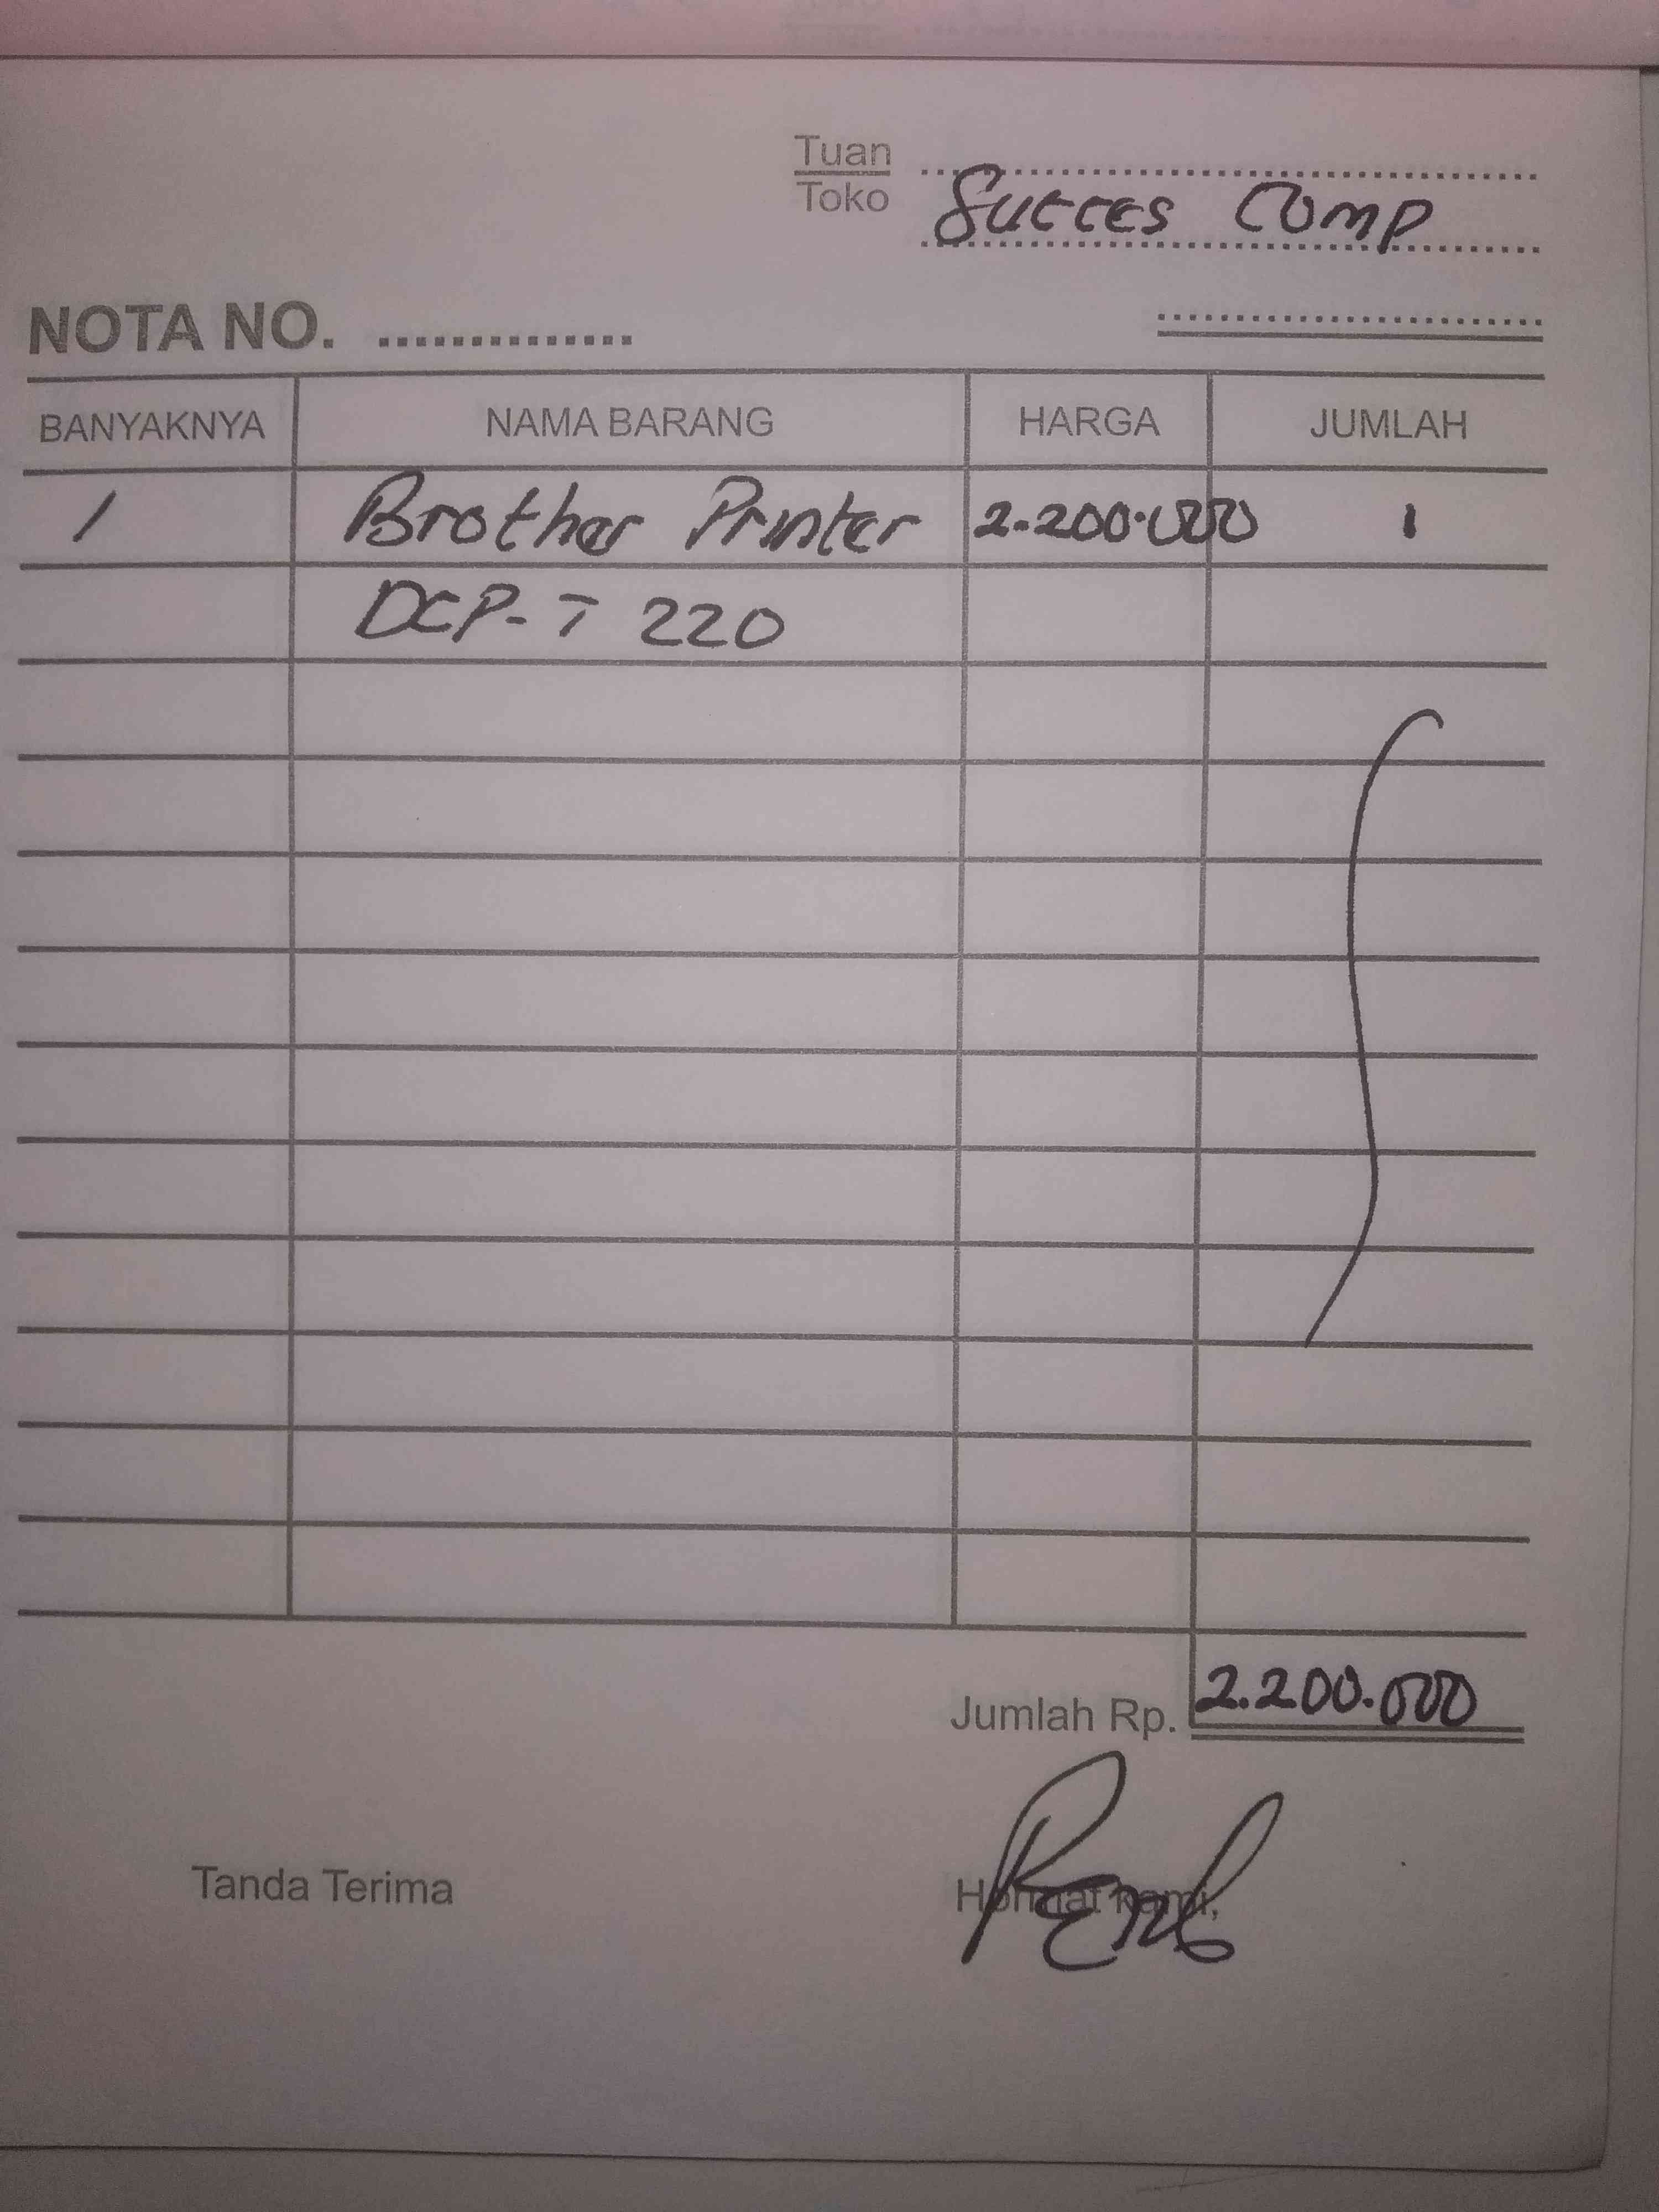 Tuan
Toko Succes Comp
NOTA NO. ..............
BANYAKNYA NAMA BARANG HARGA JUMLAH
1 Brother Printer 2.200.000 1
DCP-T 220
Jumlah Rp. 2.200.000
Tanda Terima Hormat kami,